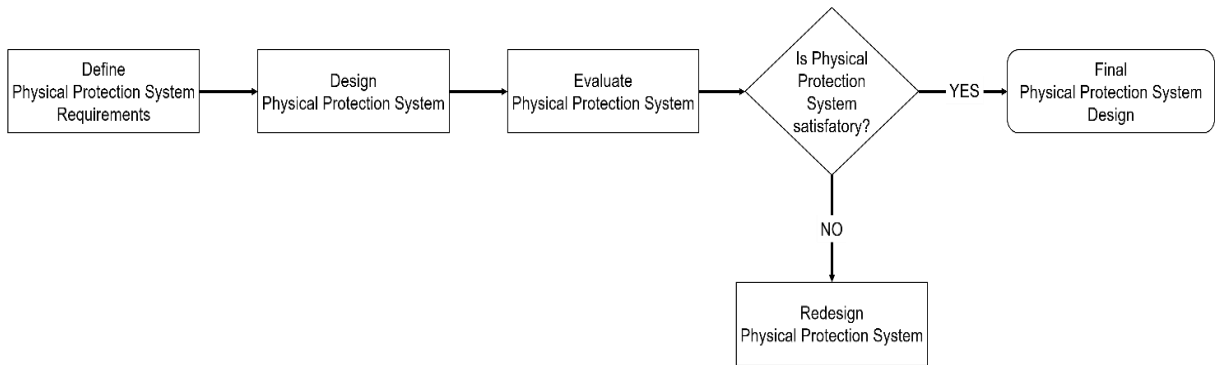 Define
Physical Protection System
Requirements
Design
Physical Protection System
Evaluate
Physical Protection System
Is Physical
Protection
System
satisfatory?
YES
Final
Physical Protection System
Design
NO
Redesign
Physical Protection System